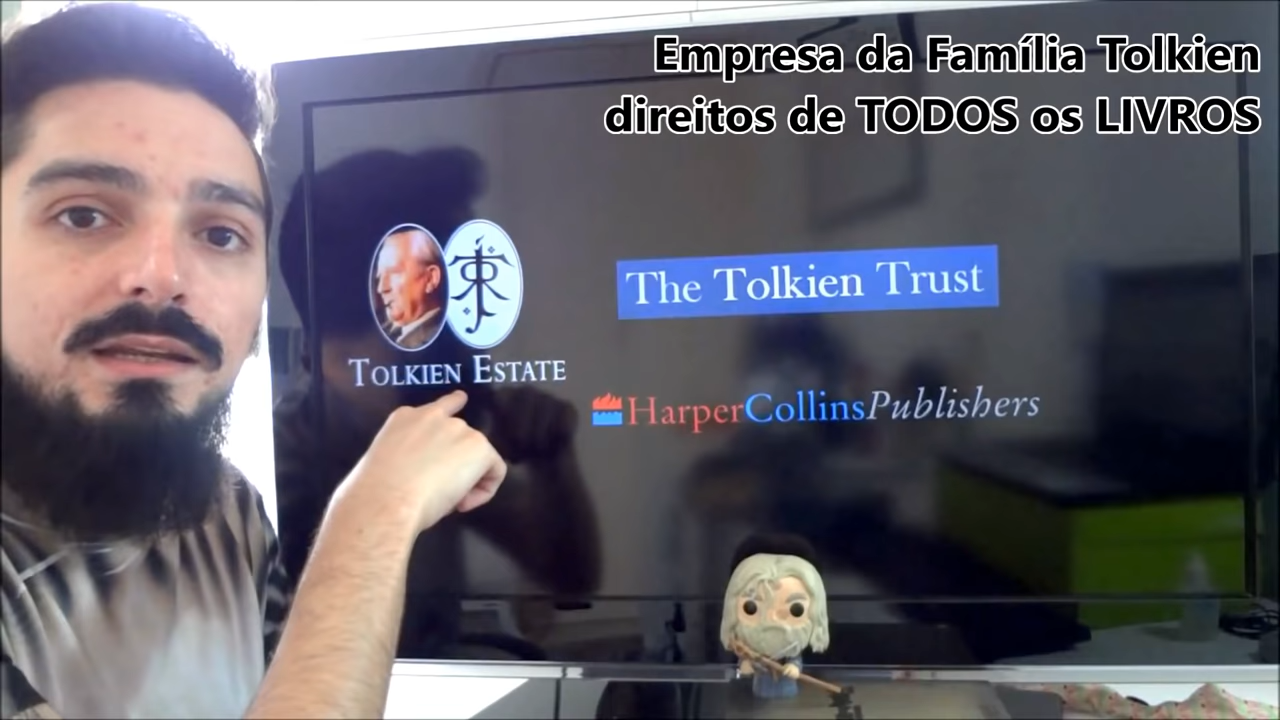 Empresa da Família Tolkien
direitos de TODOS os LIVROS
The Tolkien Trust
TOLKIEN ESTATE
HarperCollinsPublishers